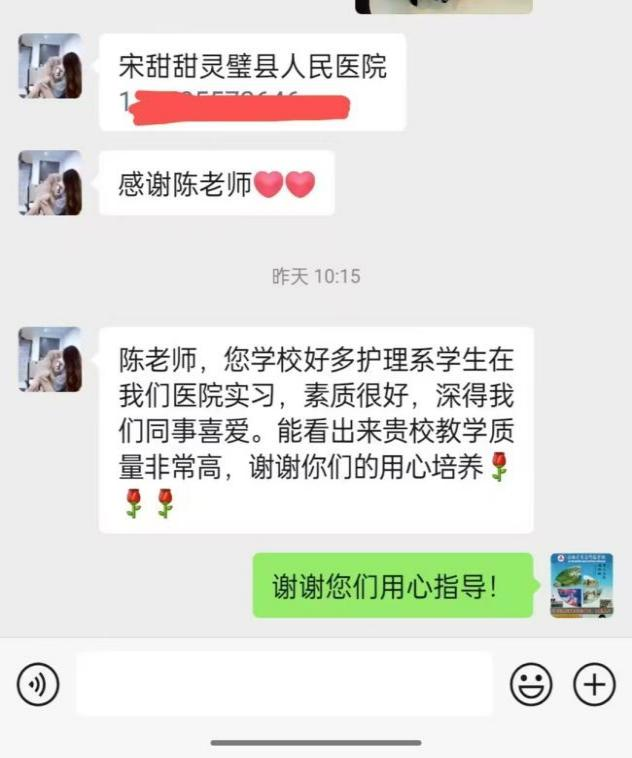 宋甜甜灵璧县人民医院
感谢陈老师❤❤
昨天 10:15
陈老师，您学校好多护理系学生在
我们医院实习，素质很好，深得我
们同事喜爱。能看出来贵校教学质
量非常高，谢谢你们的用心培养🌹
🌹🌹
谢谢您们用心指导！